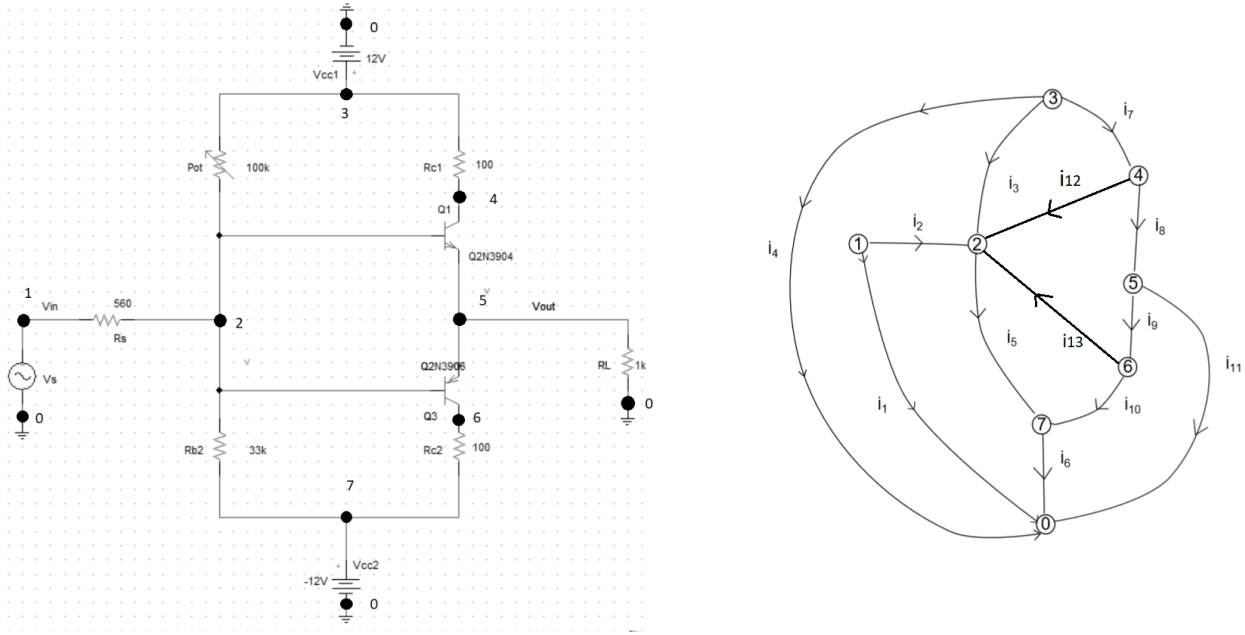 0
12V
Vcc1
+
3
Pot
100k
Rc1
100
4
Q1
Q2N3904
1
Vin
560
Rs
2
5
v
Vout
v
Vs
0
Q2N3906
RL
1k
0
Q3
6
Rb2
33k
Rc2
100
7
+
Vcc2
-12V
0
3
i7
4
i3
i12
i2
i8
1
2
i4
5
i9
i5
i13
6
i11
i1
i10
7
i6
0